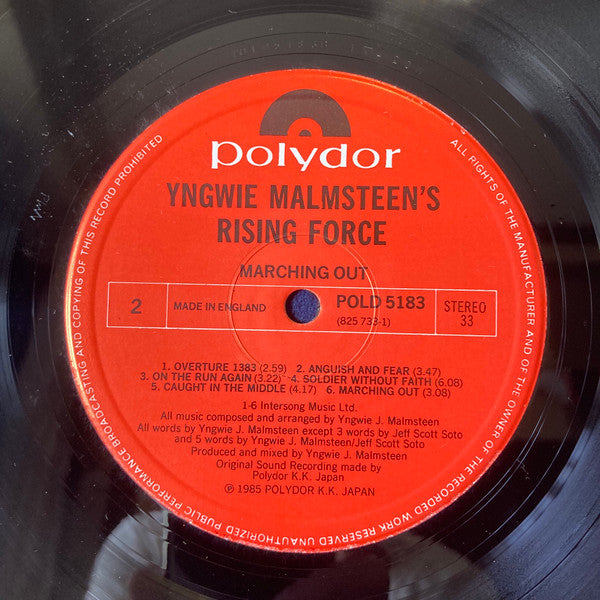 polydor
YNGWIE MALMSTEEN'S
RISING FORCE
MARCHING OUT
2
MADE IN ENGLAND
POLD 5183
(825 733-1)
STEREO
33
1. OVERTURE 1383 (2.59) 2. ANGUISH AND FEAR (3.47)
3. ON THE RUN AGAIN (3.22) 4. SOLDIER WITHOUT FAITH (6.08)
5. CAUGHT IN THE MIDDLE (4.17) 6. MARCHING OUT (3.08)
1-6 Intersong Music Ltd.
All music composed and arranged by Yngwie J. Malmsteen
All words by Yngwie J. Malmsteen except 3 words by Jeff Scott Soto
and 5 words by Yngwie J. Malmsteen/Jeff Scott Soto
Produced and mixed by Yngwie J. Malmsteen
Original Sound Recording made by
Polydor K.K. Japan
℗ 1985 POLYDOR K.K. JAPAN
ALL RIGHTS OF THE MANUFACTURER AND OF THE OWNER OF THE RECORDED WORK RESERVED UNAUTHORIZED PUBLIC PERFORMANCE BROADCASTING AND COPYING OF THIS RECORD PROHIBITED